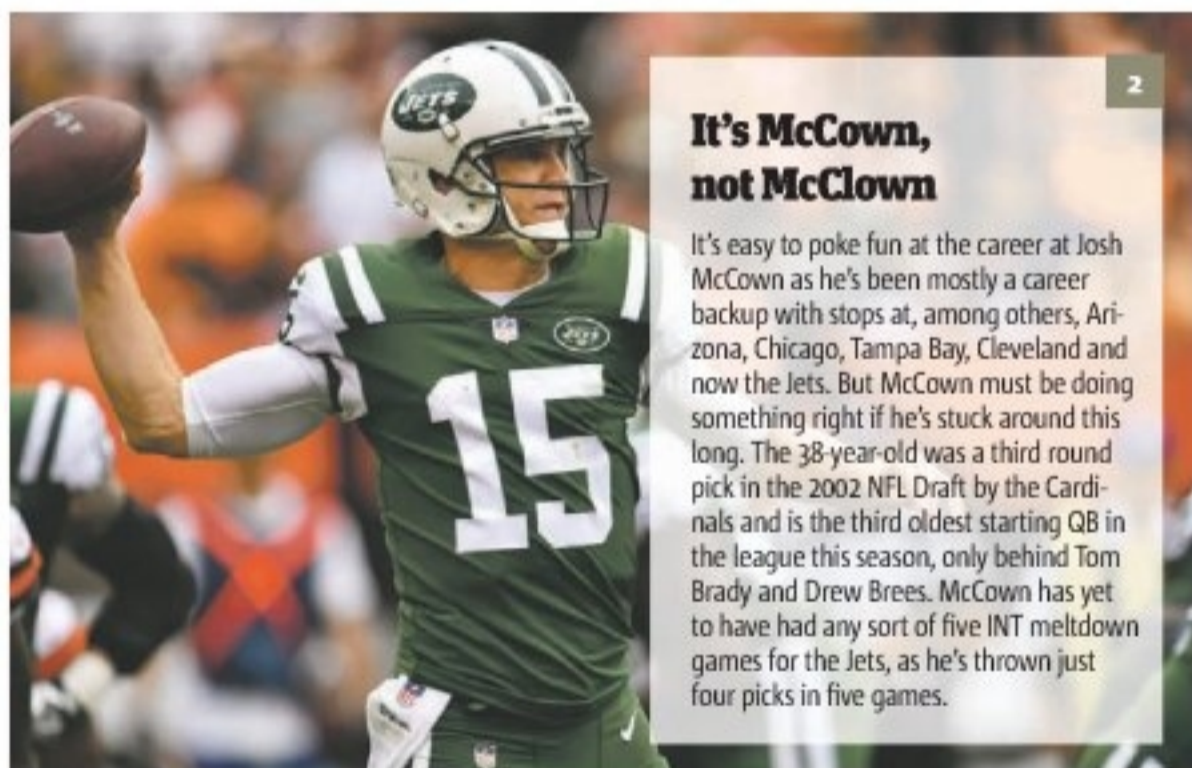 JETS
JETS
15
2
It's McCown,
not McClown
It's easy to poke fun at the career at Josh
McCown as he's been mostly a career
backup with stops at, among others, Ari-
zona, Chicago, Tampa Bay, Cleveland and
now the Jets. But McCown must be doing
something right if he's stuck around this
long. The 38-year-old was a third round
pick in the 2002 NFL Draft by the Cardi-
nals and is the third oldest starting QB in
the league this season, only behind Tom
Brady and Drew Brees. McCown has yet
to have had any sort of five INT meltdown
games for the Jets, as he's thrown just
four picks in five games.